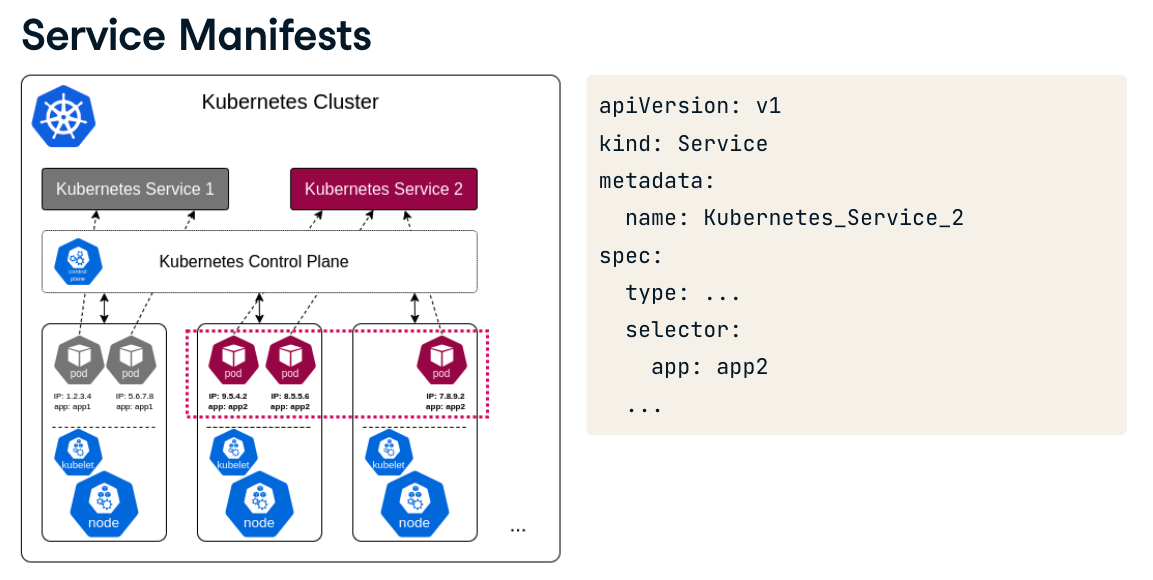 Service Manifests
Kubernetes Cluster
Kubernetes Service 1
Kubernetes Service 2
control
plane
Kubernetes Control Plane
pod
pod
pod
pod
pod
IP: 1.2.3.4
app: app1
IP: 5.6.7.8
app: app1
IP: 9.5.4.2
app: app2
IP: 8.5.5.6
app: app2
IP: 7.8.9.2
app: app2
kubelet
kubelet
kubelet
node
node
node
...
apiVersion: v1
kind: Service
metadata:
  name: Kubernetes_Service_2
spec:
  type: ...
  selector:
    app: app2
  ...